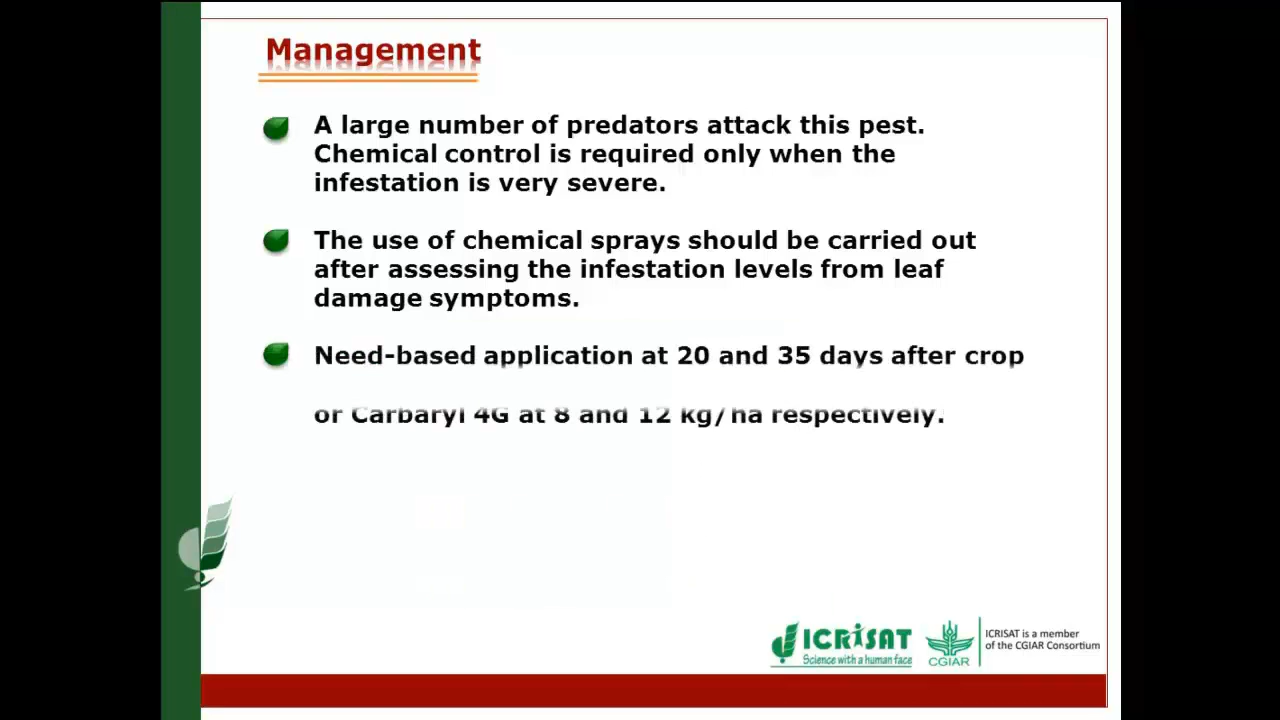 Management
A large number of predators attack this pest.
Chemical control is required only when the
infestation is very severe.
The use of chemical sprays should be carried out
after assessing the infestation levels from leaf
damage symptoms.
Need-based application at 20 and 35 days after crop
or Carbaryl 4G at 8 and 12 kg/ha respectively.
ICRISAT
Science with a human face
CGIAR
ICRISAT is a member
of the CGIAR Consortium